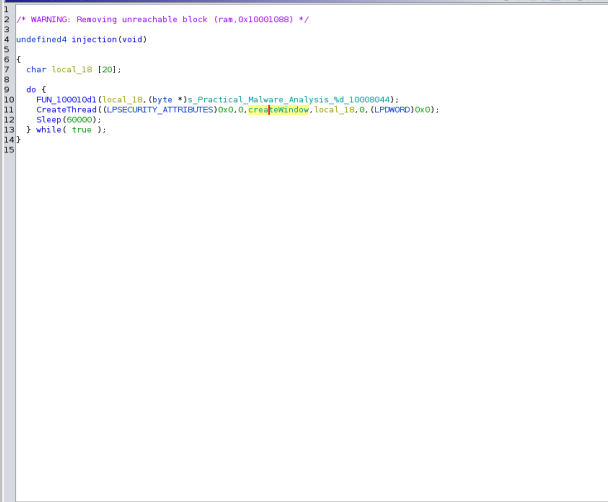 1
2 /* WARNING: Removing unreachable block (ram,0x10001088) */
3
4 undefined4 injection(void)
5
6 {
7 char local_18 [20];
8
9 do {
10 FUN_100010d1(local_18,(byte *)s_Practical_Malware_Analysis_%d_10008044);
11 CreateThread((LPSECURITY_ATTRIBUTES)0x0,0,createWindow,local_18,0,(LPDWORD)0x0);
12 Sleep(60000);
13 } while( true );
14 }
15